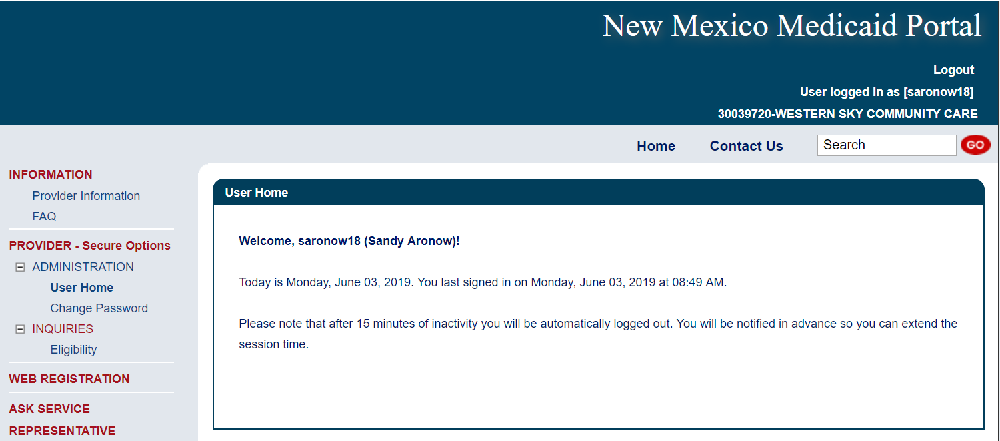 New Mexico Medicaid Portal
Logout
User logged in as [saronow18]
30039720-WESTERN SKY COMMUNITY CARE
Home
Contact Us
Search
GO
INFORMATION
Provider Information
FAQ
PROVIDER - Secure Options
ADMINISTRATION
User Home
Change Password
INQUIRIES
Eligibility
WEB REGISTRATION
ASK SERVICE
REPRESENTATIVE
User Home
Welcome, saronow18 (Sandy Aronow)!
Today is Monday, June 03, 2019. You last signed in on Monday, June 03, 2019 at 08:49 AM.
Please note that after 15 minutes of inactivity you will be automatically logged out. You will be notified in advance so you can extend the
session time.